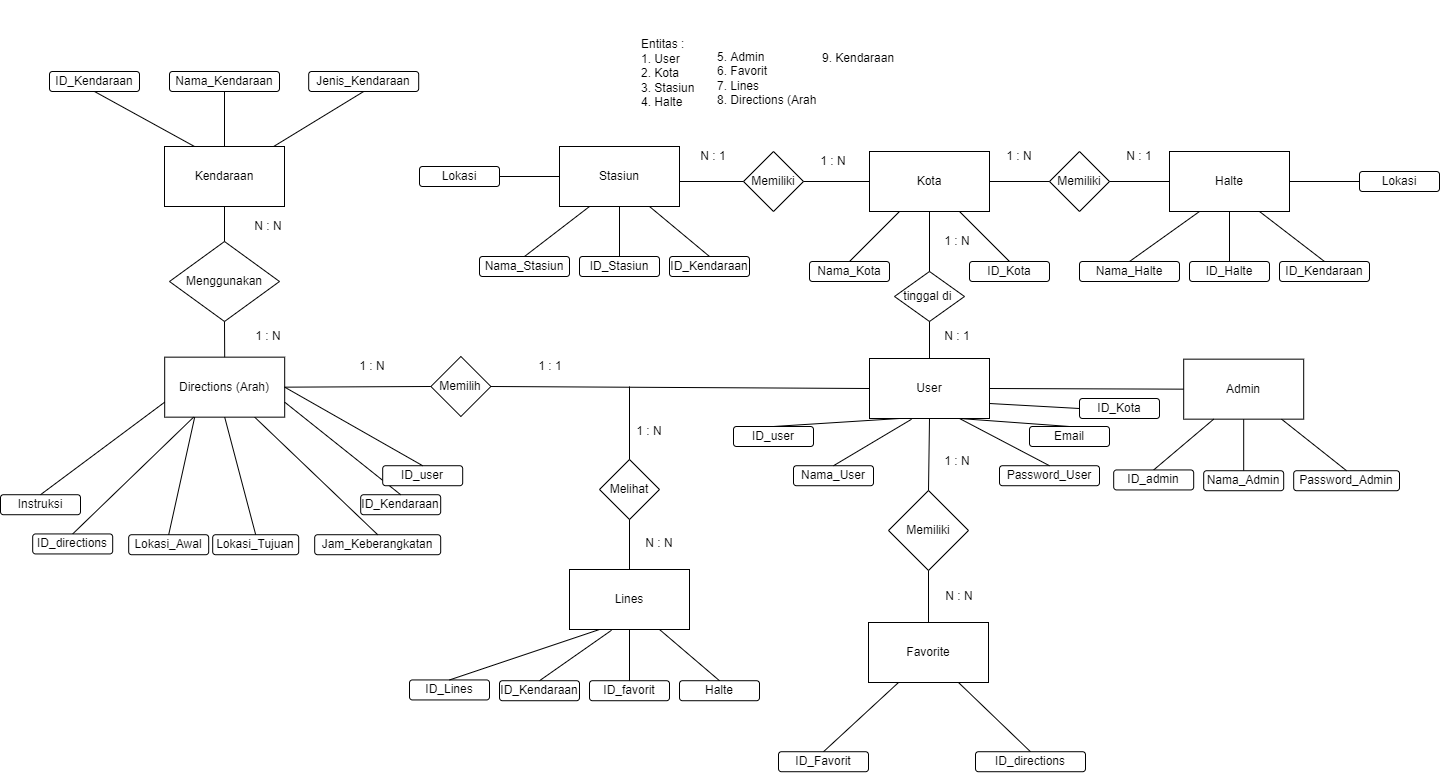 Entitas :
1. User
2. Kota
3. Stasiun
4. Halte
5. Admin
6. Favorit
7. Lines
8. Directions (Arah
9. Kendaraan
ID_Kendaraan
Nama_Kendaraan
Jenis_Kendaraan
Kendaraan
N : N
Menggunakan
1 : N
Lokasi
Stasiun
N : 1
Memiliki
1 : N
Kota
1 : N
Memiliki
N : 1
Halte
Lokasi
Nama_Stasiun
ID_Stasiun
ID_Kendaraan
Nama_Kota
1 : N
ID_Kota
Nama_Halte
ID_Halte
ID_Kendaraan
tinggal di
N : 1
Directions (Arah)
1 : N
Memilih
1 : 1
User
Admin
ID_Kota
ID_user
Email
Nama_User
Password_User
ID_admin
Nama_Admin
Password_Admin
1 : N
Melihat
N : N
1 : N
Memiliki
N : N
ID_user
Instruksi
ID_Kendaraan
ID_directions
Lokasi_Awal
Lokasi_Tujuan
Jam_Keberangkatan
Lines
ID_Lines
ID_Kendaraan
ID_favorit
Halte
Favorite
ID_Favorit
ID_directions